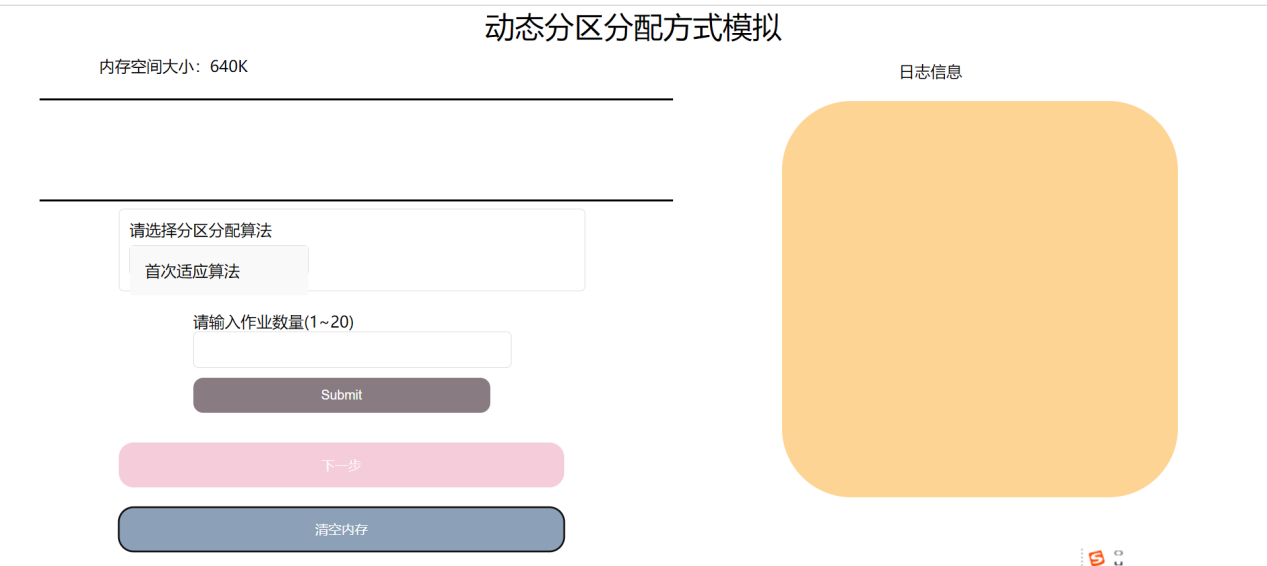 动态分区分配方式模拟
内存空间大小：640K
日志信息
请选择分区分配算法
首次适应算法
请输入作业数量(1~20)
Submit
下一步
清空内存